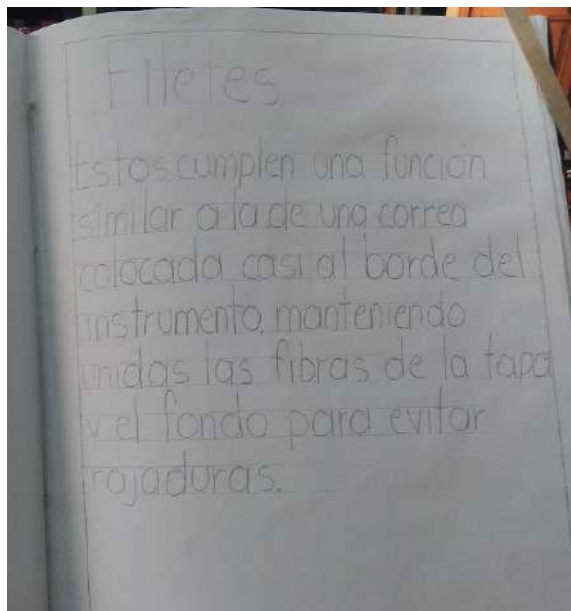 Filetes
Estos cumplen una función
similar a la de una correa
colocada casi al borde del
instrumento, manteniendo
unidas las fibras de la tapa
y el fondo para evitar
rajaduras.